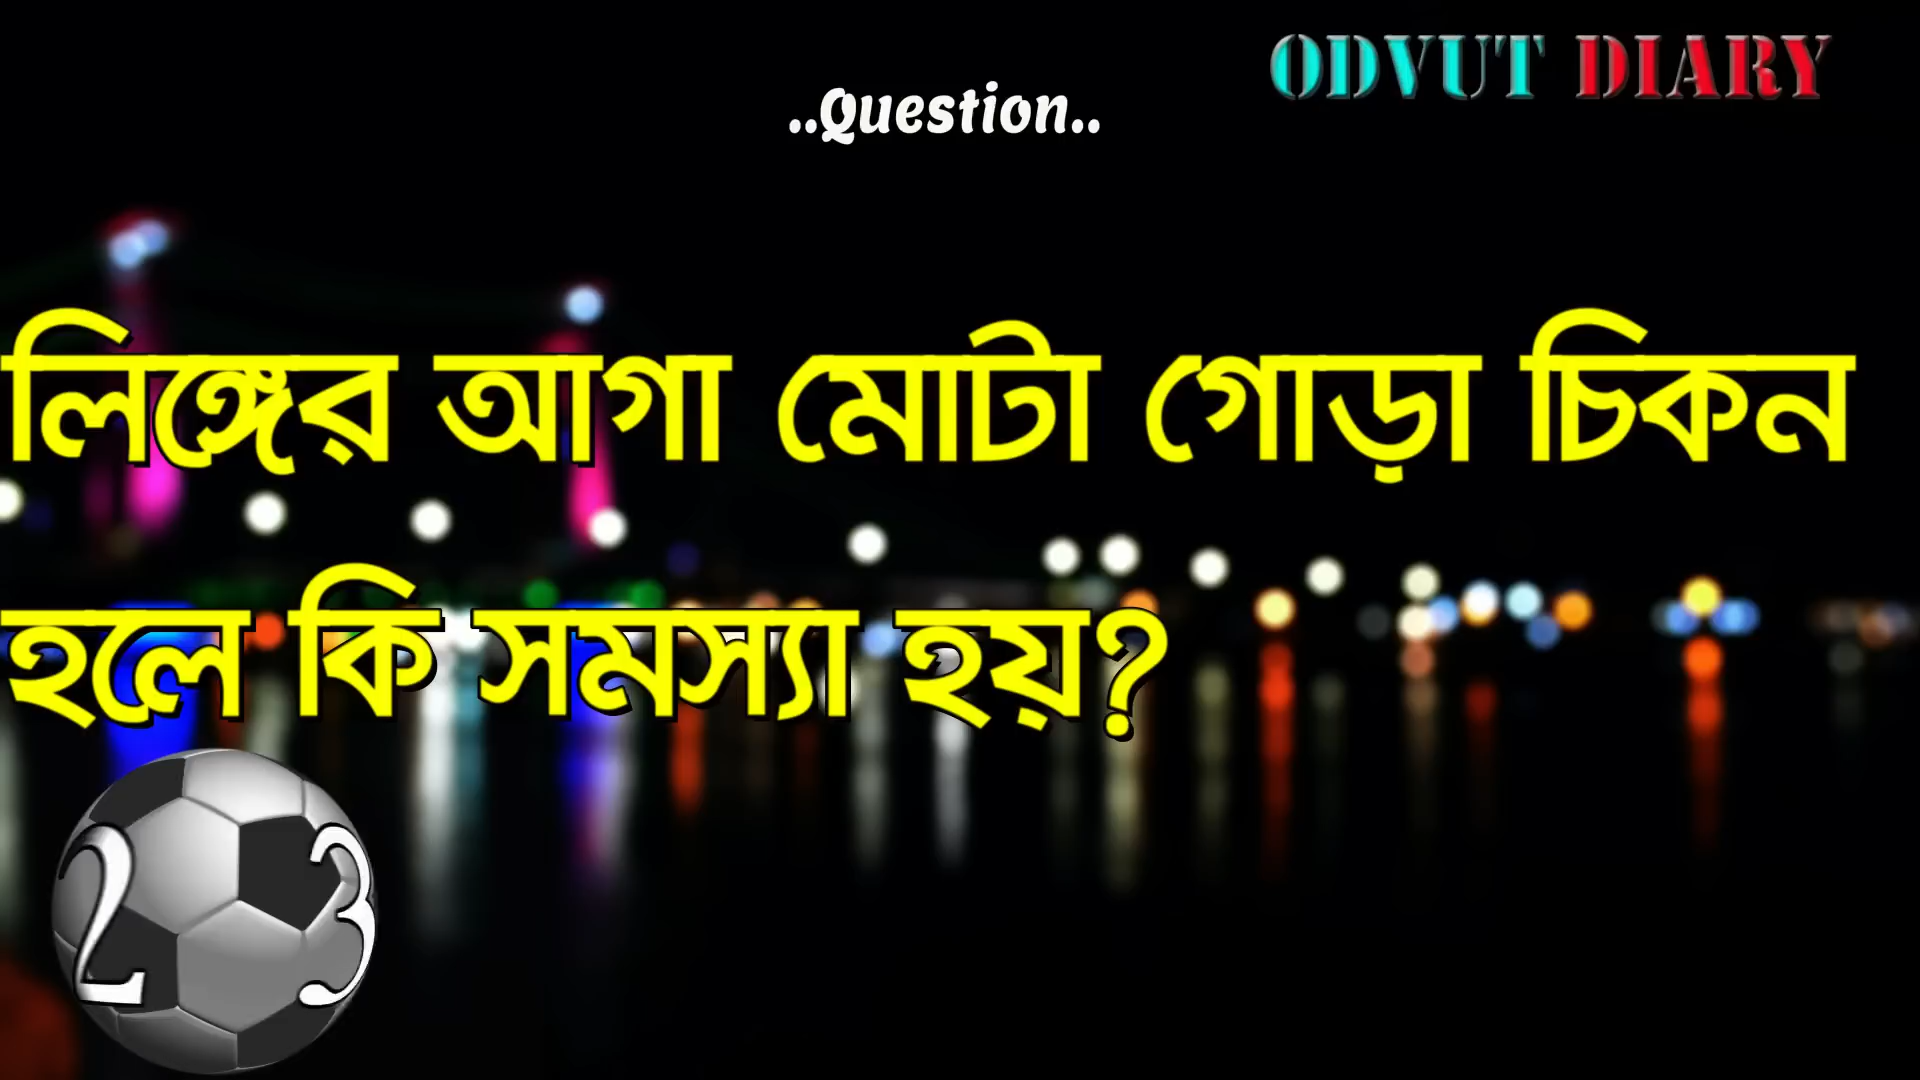 ODVUT DIARY
..Question..
লিঙ্গের আগা মোটা গোড়া চিকন
হলে কি সমস্যা হয়?
2 3